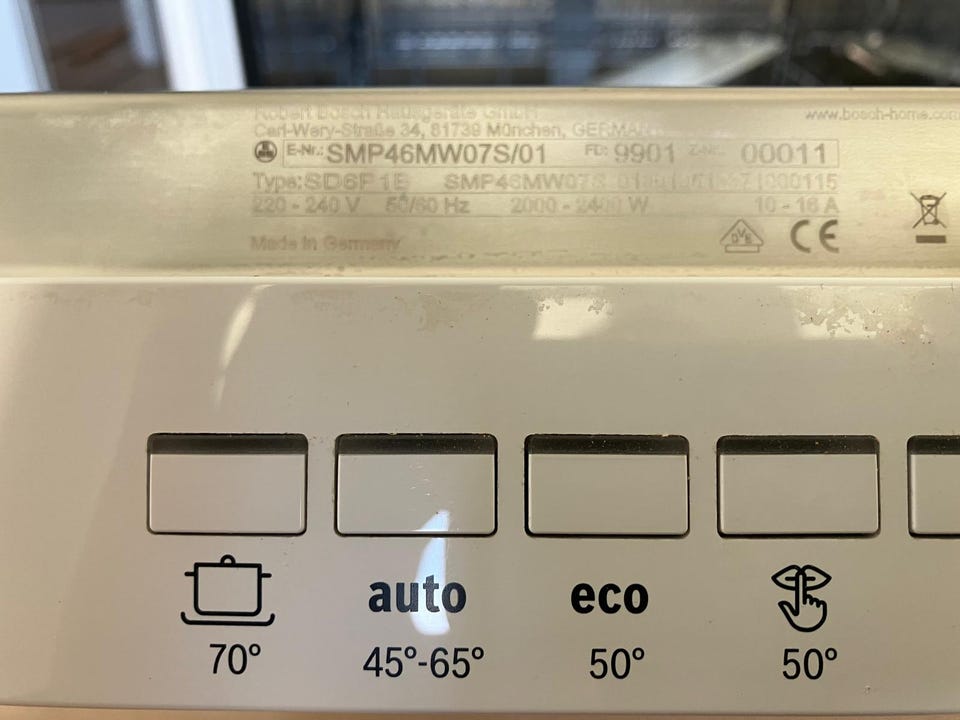 Robert Bosch Hausgeräte GmbH www.bosch-home.com
Carl-Wery-Straße 34, 81739 München, GERMANY
E-Nr.: SMP46MW07S/01 FD: 9901 Z-Nr. 00011
Type: SD6P1B SMP46MW07S
220 - 240 V 50/60 Hz 2000 - 2400 W 10 - 16 A
DVE CE
Made in Germany
70° auto 45°-65° eco 50° 50°